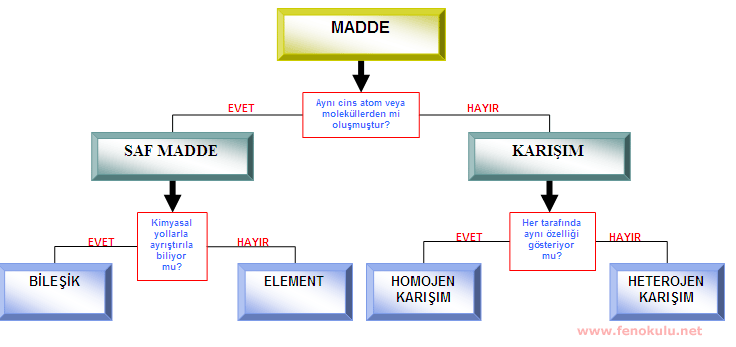 MADDE
Aynı cins atom veya
moleküllerden mi
oluşmuştur?
EVET
HAYIR
SAF MADDE
KARIŞIM
Kimyasal
yollarla
ayrıştırıla
biliyor
mu?
EVET
HAYIR
Her tarafında
aynı özelliği
gösteriyor
mu?
EVET
HAYIR
BİLEŞİK
ELEMENT
HOMOJEN
KARIŞIM
HETEROJEN
KARIŞIM
www.fenokulu.net